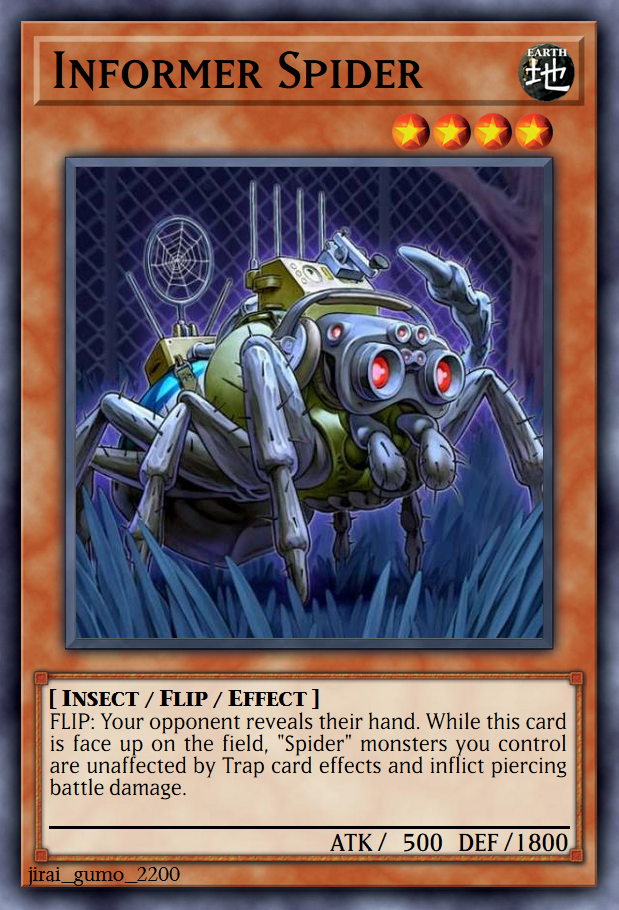 Informer Spider
EARTH
地
[ Insect / Flip / Effect ]
FLIP: Your opponent reveals their hand. While this card
is face up on the field, "Spider" monsters you control
are unaffected by Trap card effects and inflict piercing
battle damage.
ATK / 500 DEF /1800
jirai_gumo_2200